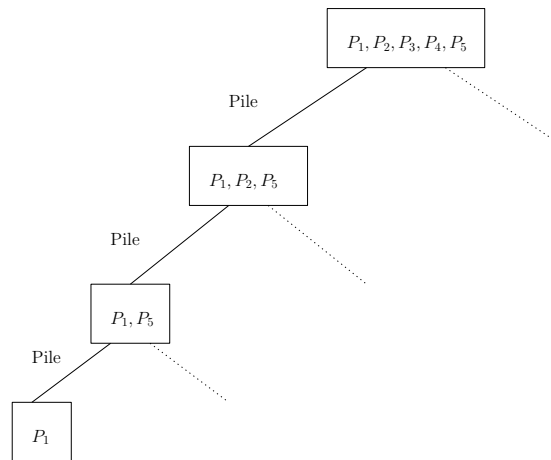 P₁, P₂, P₃, P₄, P₅
Pile
P₁, P₂, P₅
Pile
P₁, P₅
Pile
P₁